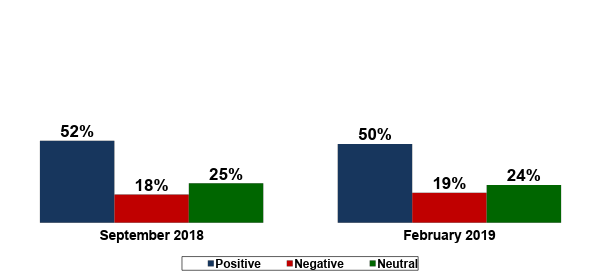 52%
18%
25%
50%
19%
24%
September 2018
February 2019
Positive Negative Neutral